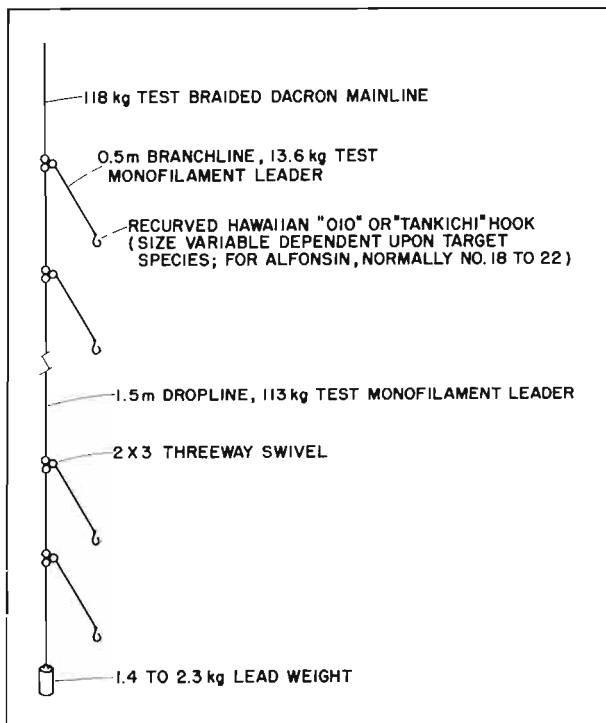 118 kg TEST BRAIDED DACRON MAINLINE
0.5m BRANCHLINE, 13.6 kg TEST
MONOFILAMENT LEADER
RECURVED HAWAIIAN "OIO" OR "TANKICHI" HOOK
(SIZE VARIABLE DEPENDENT UPON TARGET
SPECIES; FOR ALFONSIN, NORMALLY NO. 18 TO 22)
1.5m DROPLINE, 113 kg TEST MONOFILAMENT LEADER
2 X 3 THREEWAY SWIVEL
1.4 TO 2.3 kg LEAD WEIGHT